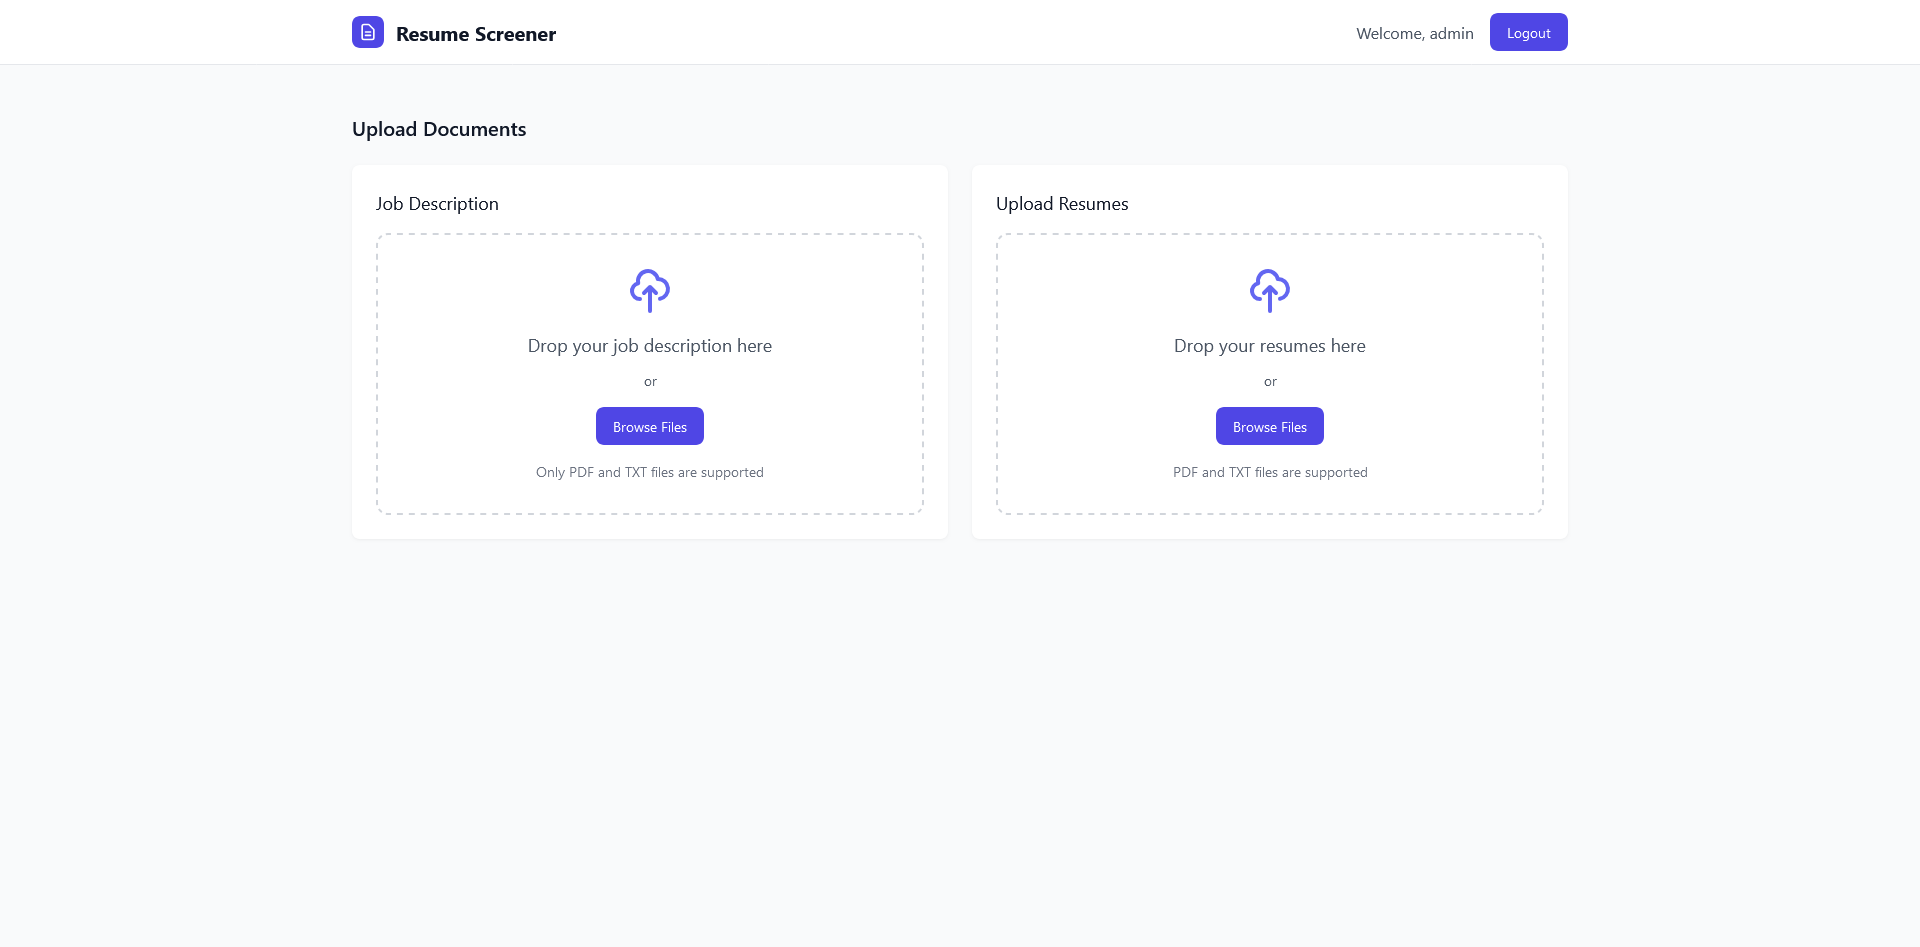 Resume Screener
Welcome, admin
Logout
Upload Documents
Job Description
Drop your job description here
or
Browse Files
Only PDF and TXT files are supported
Upload Resumes
Drop your resumes here
or
Browse Files
PDF and TXT files are supported